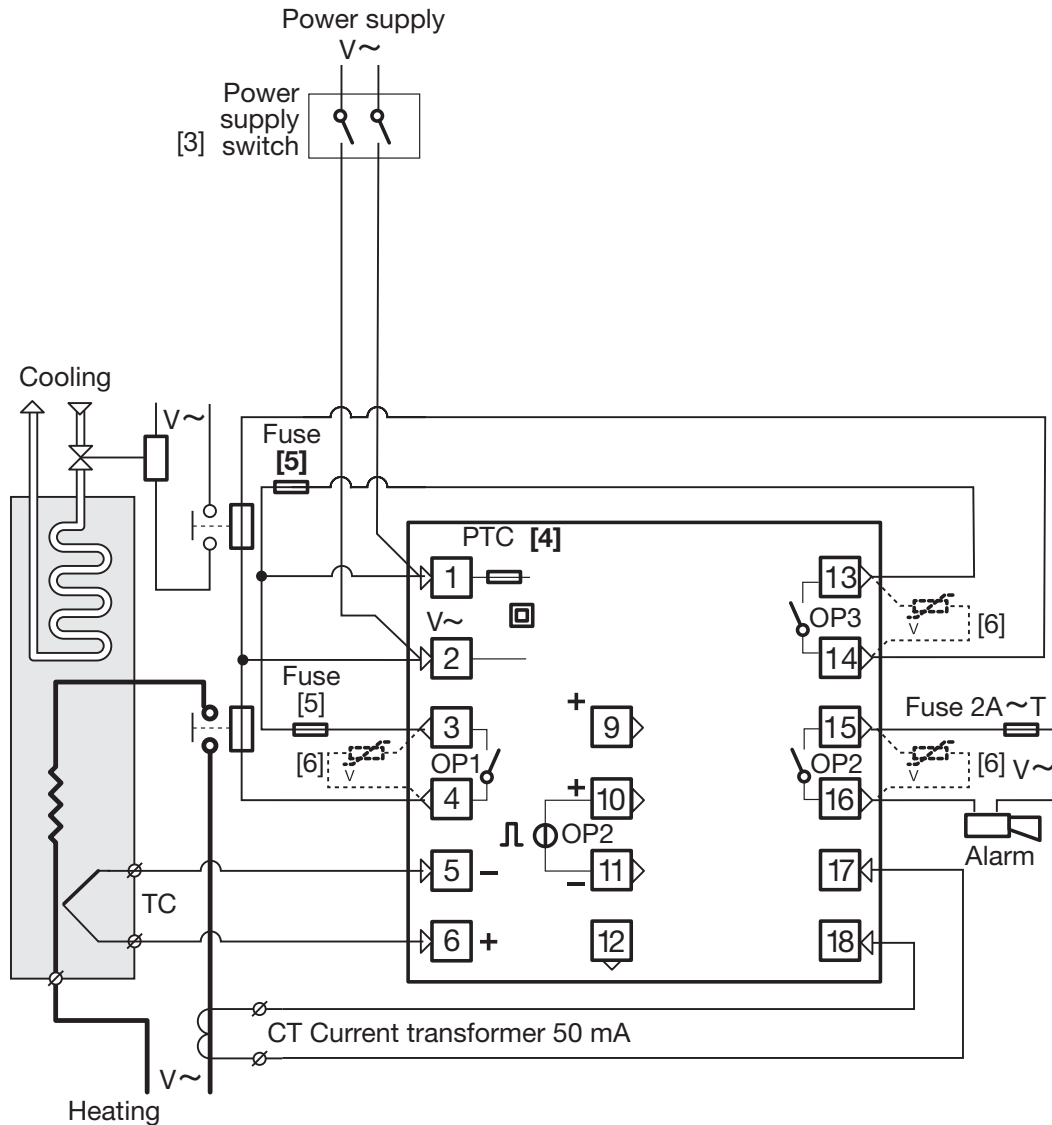 Power supply
V~
Power
supply
[3] switch
Cooling
V~
Fuse
[5]
PTC [4]
1
13
V~
OP3
[6]
V
2
14
Fuse
[5]
Fuse 2A~T
3
+
9
15
[6]
V
OP1
OP2
V
[6] V~
4
+
10
16
OP2
Alarm
5 −
− 11
17
TC
6 +
12
18
CT Current transformer 50 mA
V~
Heating